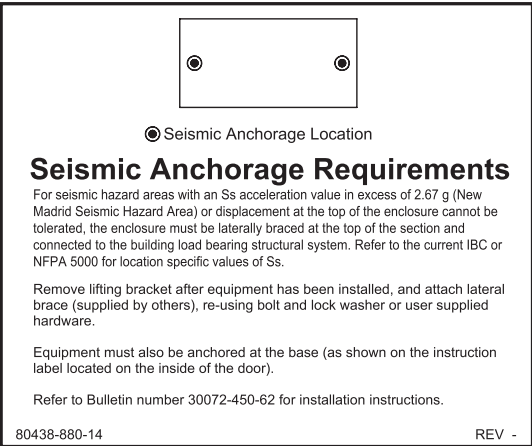 Seismic Anchorage Location
Seismic Anchorage Requirements
For seismic hazard areas with an Ss acceleration value in excess of 2.67 g (New
Madrid Seismic Hazard Area) or displacement at the top of the enclosure cannot be
tolerated, the enclosure must be laterally braced at the top of the section and
connected to the building load bearing structural system. Refer to the current IBC or
NFPA 5000 for location specific values of Ss.
Remove lifting bracket after equipment has been installed, and attach lateral
brace (supplied by others), re-using bolt and lock washer or user supplied
hardware.
Equipment must also be anchored at the base (as shown on the instruction
label located on the inside of the door).
Refer to Bulletin number 30072-450-62 for installation instructions.
80438-880-14 REV -